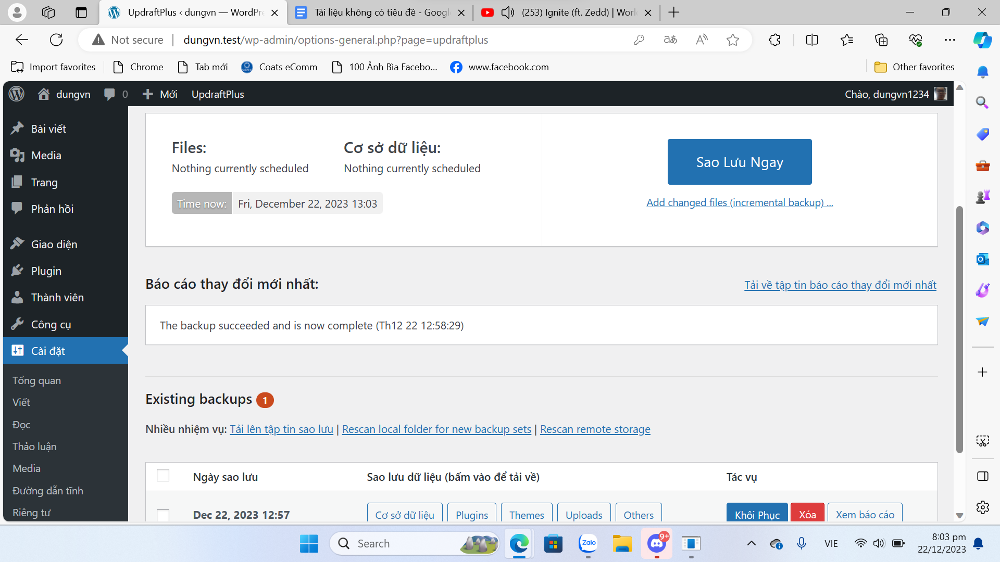 UpdraftPlus ‹ dungvn — WordPre
Tài liệu không có tiêu đề - Google
(253) Ignite (ft. Zedd) | Worl
Not secure
dungvn.test/wp-admin/options-general.php?page=updraftplus
Import favorites
Chrome
Tab mới
Coats eComm
100 Ảnh Bìa Facebo...
www.facebook.com
Other favorites
dungvn
0
Mới
UpdraftPlus
Chào, dungvn1234
Bài viết
Media
Trang
Phản hồi
Giao diện
Plugin
Thành viên
Công cụ
Cài đặt
Tổng quan
Viết
Đọc
Thảo luận
Media
Đường dẫn tĩnh
Riêng tư
Files:
Nothing currently scheduled
Cơ sở dữ liệu:
Nothing currently scheduled
Time now: Fri, December 22, 2023 13:03
Sao Lưu Ngay
Add changed files (incremental backup) ...
Báo cáo thay đổi mới nhất:
Tải về tập tin báo cáo thay đổi mới nhất
The backup succeeded and is now complete (Th12 22 12:58:29)
Existing backups 1
Nhiều nhiệm vụ: Tải lên tập tin sao lưu | Rescan local folder for new backup sets | Rescan remote storage
Ngày sao lưu
Sao lưu dữ liệu (bấm vào để tải về)
Tác vụ
Dec 22, 2023 12:57
Cơ sở dữ liệu
Plugins
Themes
Uploads
Others
Khôi Phục
Xóa
Xem báo cáo
Search
Zalo
9+
VIE
8:03 pm
22/12/2023